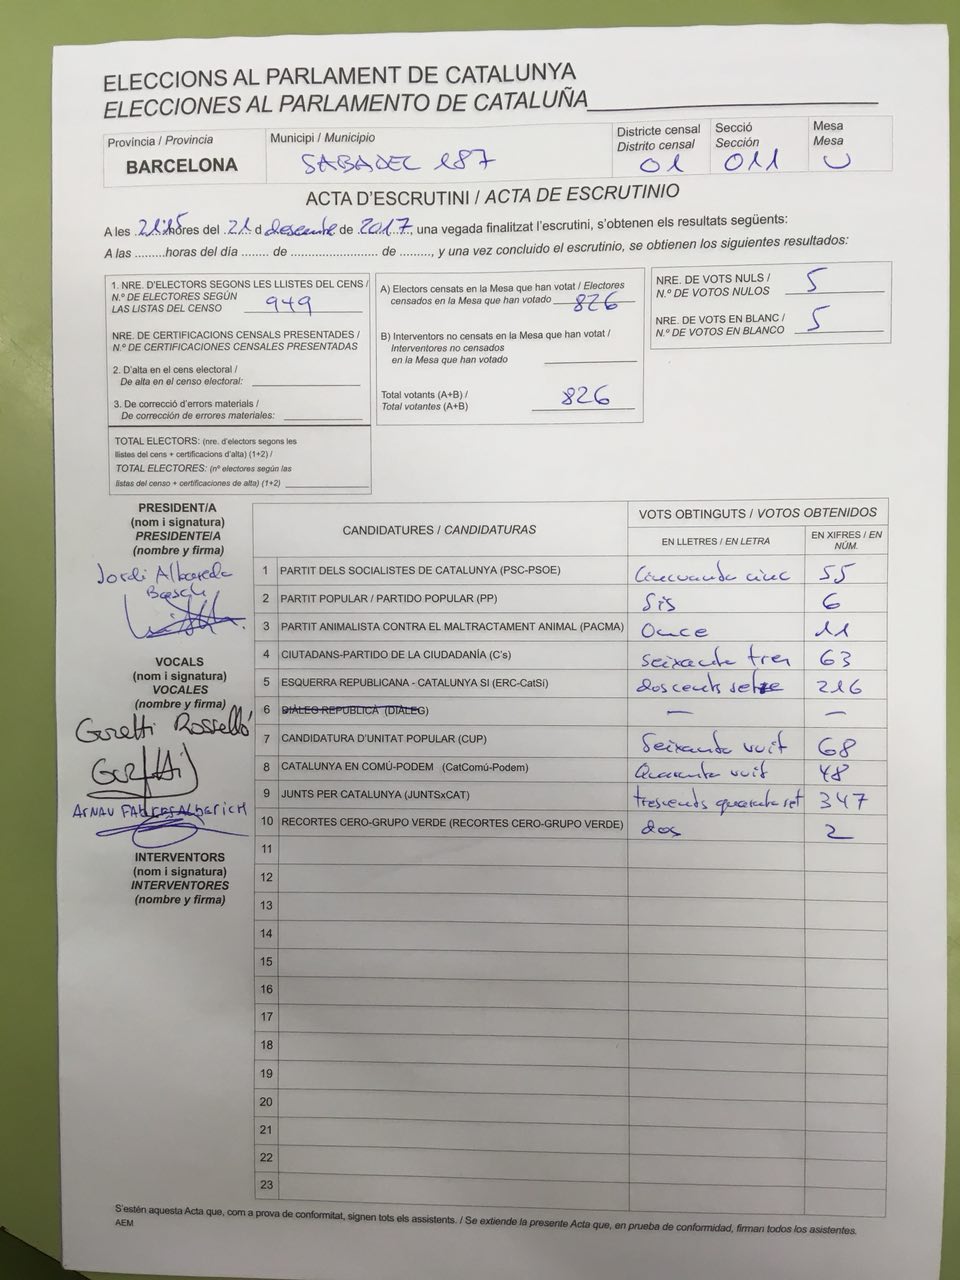 ELECCIONS AL PARLAMENT DE CATALUNYA
ELECCIONES AL PARLAMENTO DE CATALUÑA
Província / Provincia
BARCELONA
Municipi / Municipio
SABADEL 187
Districte censal
Distrito censal
01
Secció
Sección
011
Mesa
Mesa
U
ACTA D'ESCRUTINI / ACTA DE ESCRUTINIO
A les 21:15 hores del 21 d desembre de 2017, una vegada finalitzat l'escrutini, s'obtenen els resultats següents:
A las .........horas del día ........ de ......................... de ........, y una vez concluido el escrutinio, se obtienen los siguientes resultados:
1. NRE. D'ELECTORS SEGONS LES LLISTES DEL CENS /
N.º DE ELECTORES SEGÚN
LAS LISTAS DEL CENSO 949
NRE. DE CERTIFICACIONS CENSALS PRESENTADES /
N.º DE CERTIFICACIONES CENSALES PRESENTADAS
2. D'alta en el cens electoral /
De alta en el censo electoral:
3. De correcció d'errors materials /
De corrección de errores materiales:
TOTAL ELECTORS: (nre. d'electors segons les
llistes del cens + certificacions d'alta) (1+2) /
TOTAL ELECTORES: (nº electores según las
listas del censo + certificaciones de alta) (1+2)
A) Electors censats en la Mesa que han votat / Electores
censados en la Mesa que han votado 826
B) Interventors no censats en la Mesa que han votat /
Interventores no censados
en la Mesa que han votado
Total votants (A+B) /
Total votantes (A+B) 826
NRE. DE VOTS NULS /
N.º DE VOTOS NULOS 5
NRE. DE VOTS EN BLANC /
N.º DE VOTOS EN BLANCO 5
PRESIDENT/A
(nom i signatura)
PRESIDENTE/A
(nombre y firma)
Jordi Albareda
Bosch
VOCALS
(nom i signatura)
VOCALES
(nombre y firma)
Goretti Rosselló
Goretti
INTERVENTORS
(nom i signatura)
INTERVENTORES
(nombre y firma)
CANDIDATURES / CANDIDATURAS
VOTS OBTINGUTS / VOTOS OBTENIDOS
EN LLETRES / EN LETRA
EN XIFRES / EN
NÚM.
1 PARTIT DELS SOCIALISTES DE CATALUNYA (PSC-PSOE) Cincuanta cinc 55
2 PARTIT POPULAR / PARTIDO POPULAR (PP) Sis 6
3 PARTIT ANIMALISTA CONTRA EL MALTRACTAMENT ANIMAL (PACMA) Once 11
4 CIUTADANS-PARTIDO DE LA CIUDADANÍA (C's) Seixanta tres 63
5 ESQUERRA REPUBLICANA - CATALUNYA SI (ERC-CatSí) doscents setze 216
6 DIÀLEG REPUBLICÀ (DIÀLEG) — —
7 CANDIDATURA D'UNITAT POPULAR (CUP) Seixanta vuit 68
8 CATALUNYA EN COMÚ-PODEM (CatComú-Podem) Quaranta vuit 48
9 JUNTS PER CATALUNYA (JUNTSxCAT) trescents quaranta set 347
10 RECORTES CERO-GRUPO VERDE (RECORTES CERO-GRUPO VERDE) dos 2
11
12
13
14
15
16
17
18
19
20
21
22
23
S'estén aquesta Acta que, com a prova de conformitat, signen tots els assistents. / Se extiende la presente Acta que, en prueba de conformidad, firman todos los asistentes.
AEM